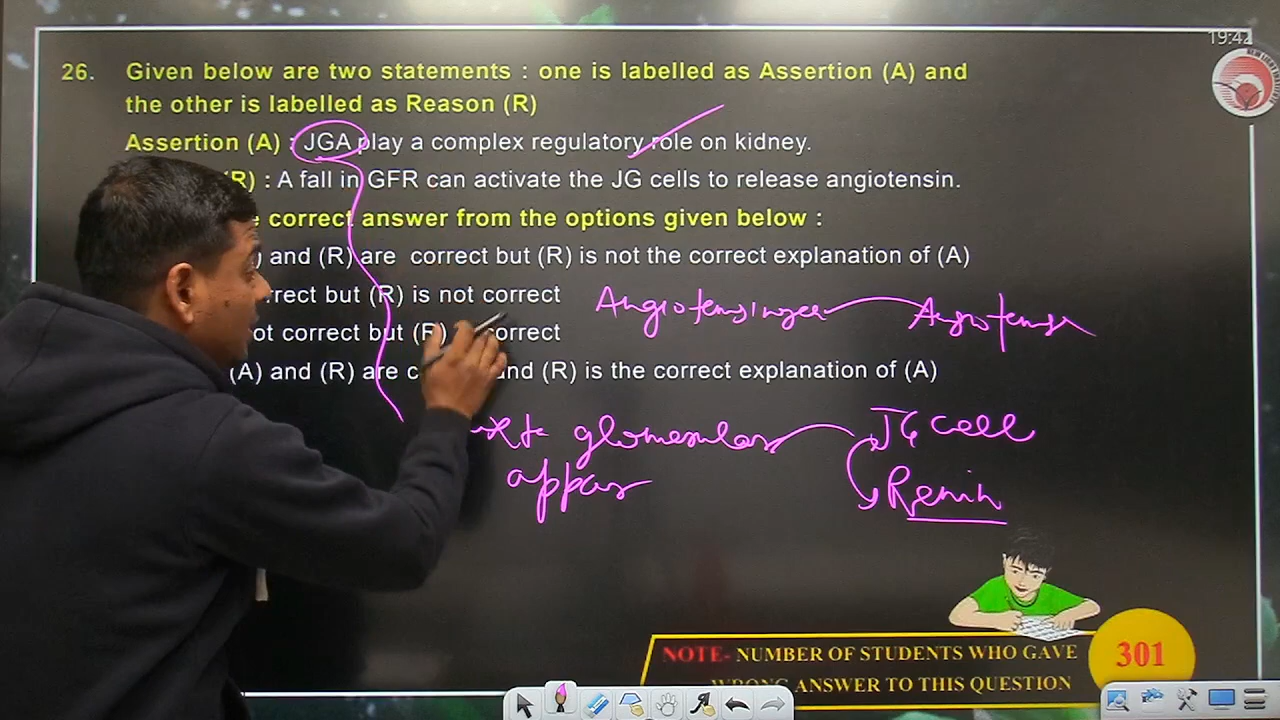 19:42
26. Given below are two statements : one is labelled as Assertion (A) and
the other is labelled as Reason (R)
Assertion (A) : JGA play a complex regulatory role on kidney.
(R) : A fall in GFR can activate the JG cells to release angiotensin.
correct answer from the options given below :
and (R) are correct but (R) is not the correct explanation of (A)
rrect but (R) is not correct
ot correct but (R) correct
(A) and (R) are c and (R) is the correct explanation of (A)
glomerular JG cell
appar Renin
NOTE- NUMBER OF STUDENTS WHO GAVE
WRONG ANSWER TO THIS QUESTION
301